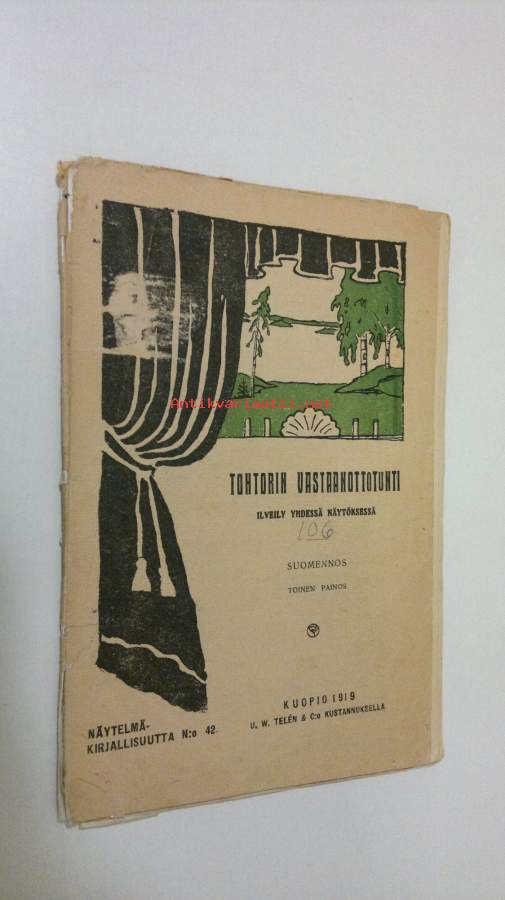 Antikvariaatti.net
TOHTORIN VASTAANOTTOTUNTI
ILVEILY YHDESSÄ NÄYTÖKSESSÄ
106
SUOMENNOS
TOINEN PAINOS
KUOPIO 1919
U. W. TELÉN & C:o KUSTANNUKSELLA
NÄYTELMÄ-
KIRJALLISUUTTA N:o 42.